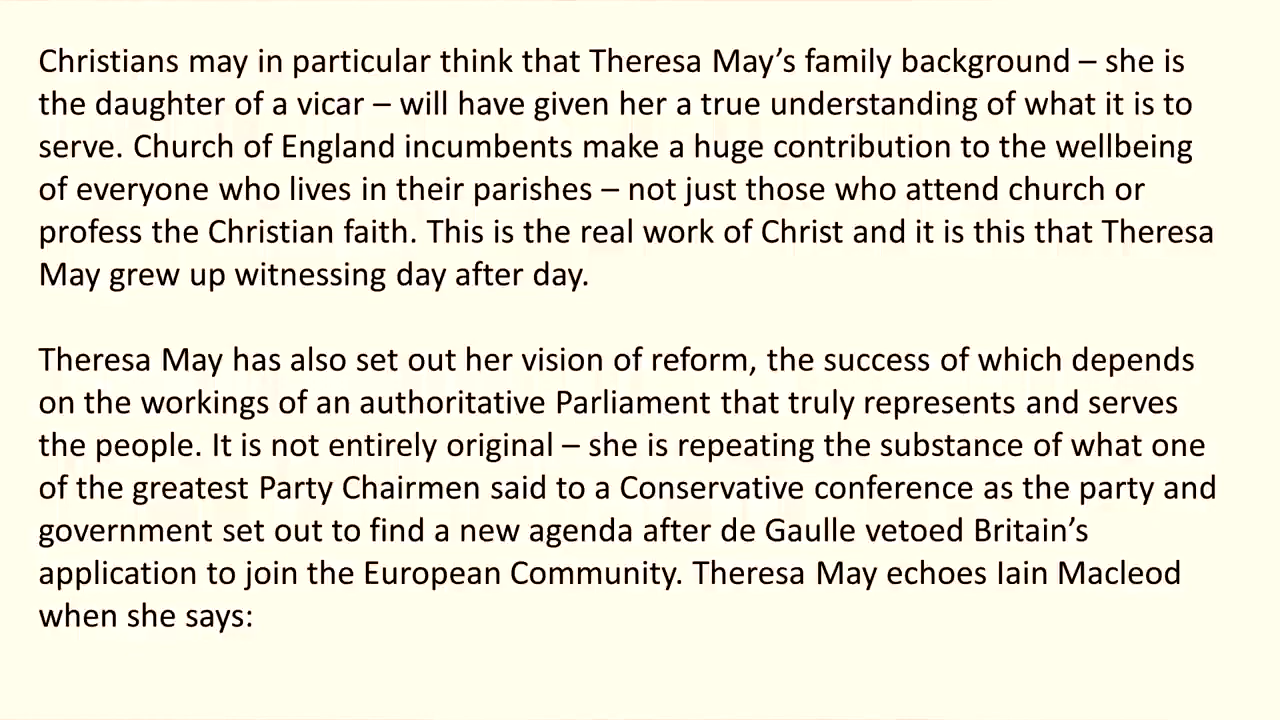 Christians may in particular think that Theresa May’s family background – she is
the daughter of a vicar – will have given her a true understanding of what it is to
serve. Church of England incumbents make a huge contribution to the wellbeing
of everyone who lives in their parishes – not just those who attend church or
profess the Christian faith. This is the real work of Christ and it is this that Theresa
May grew up witnessing day after day.
Theresa May has also set out her vision of reform, the success of which depends
on the workings of an authoritative Parliament that truly represents and serves
the people. It is not entirely original – she is repeating the substance of what one
of the greatest Party Chairmen said to a Conservative conference as the party and
government set out to find a new agenda after de Gaulle vetoed Britain’s
application to join the European Community. Theresa May echoes Iain Macleod
when she says: